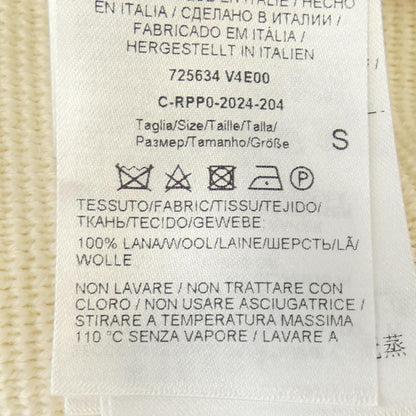 EN ITALIA / СДЕЛАНО В ИТАЛИИ /
FABRICADO EM ITÁLIA /
HERGESTELLT IN ITALIEN
725634 V4E00
C-RPP0-2024-204
Taglia/Size/Taille/Talla/
Размер/Tamanho/Größe
S
P
TESSUTO/FABRIC/TISSU/TEJIDO/
ТКАНЬ/TECIDO/GEWEBE
100% LANA/WOOL/LAINE/ШЕРСТЬ/LÃ/
WOLLE
NON LAVARE / NON TRATTARE CON
CLORO / NON USARE ASCIUGATRICE /
STIRARE A TEMPERATURA MASSIMA
110 °C SENZA VAPORE / LAVARE A
蒸